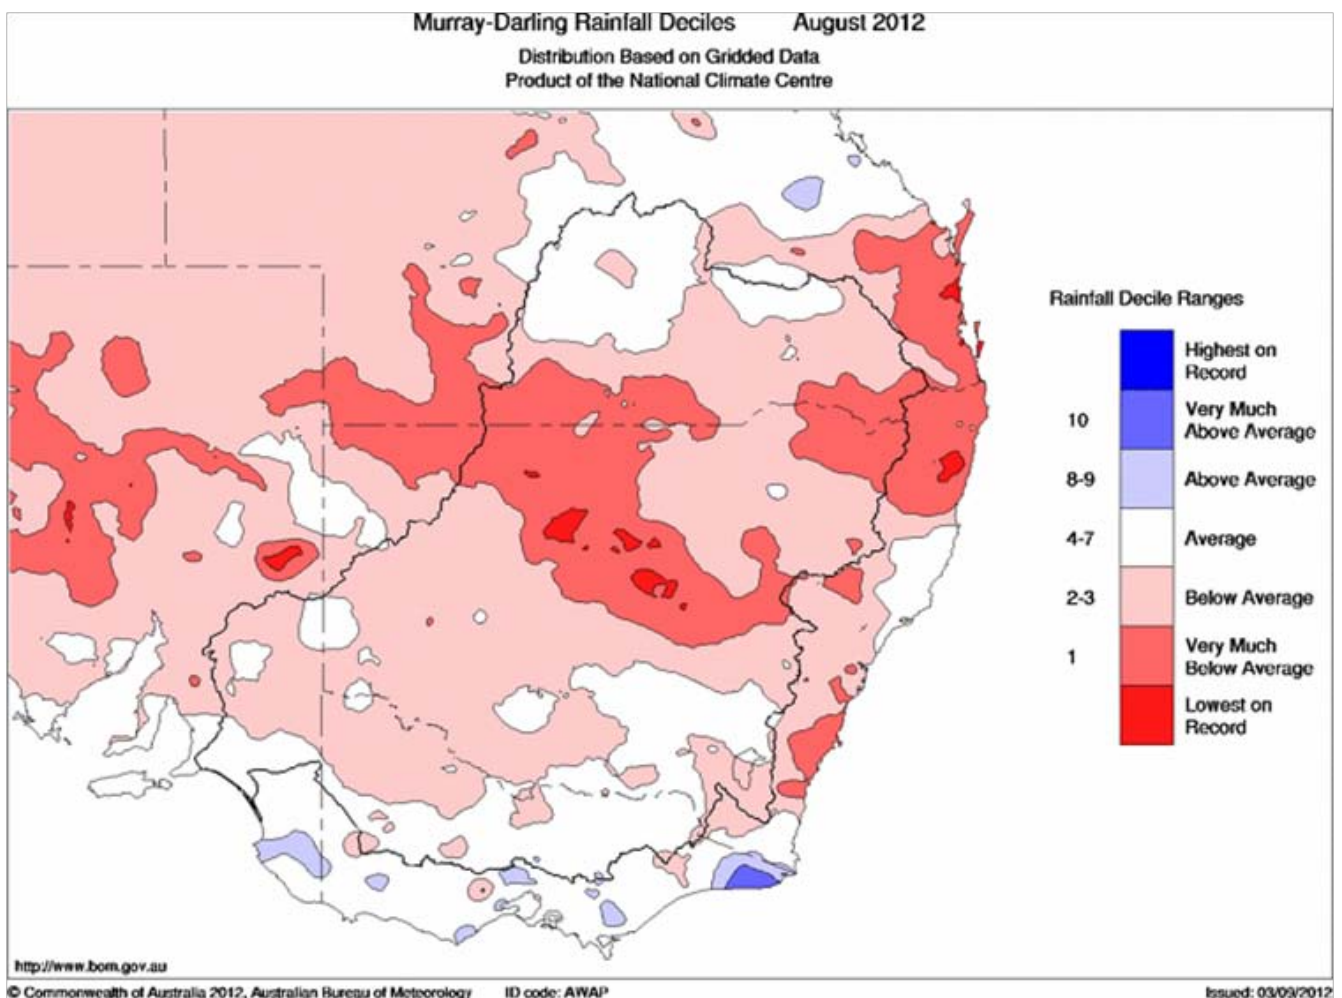 Murray-Darling Rainfall Deciles August 2012
Distribution Based on Gridded Data
Product of the National Climate Centre
Rainfall Decile Ranges
Highest on
Record
10 Very Much
Above Average
8-9 Above Average
4-7 Average
2-3 Below Average
1 Very Much
Below Average
Lowest on
Record
http://www.bom.gov.au
© Commonwealth of Australia 2012, Australian Bureau of Meteorology ID code: AWAP Issued: 03/09/2012